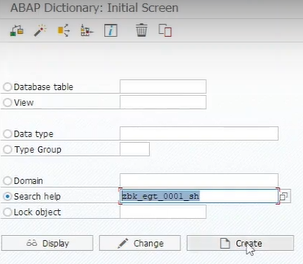 ABAP Dictionary: Initial Screen
Database table
View
Data type
Type Group
Domain
Search help zbk_egt_0001_sh
Lock object
Display Change Create